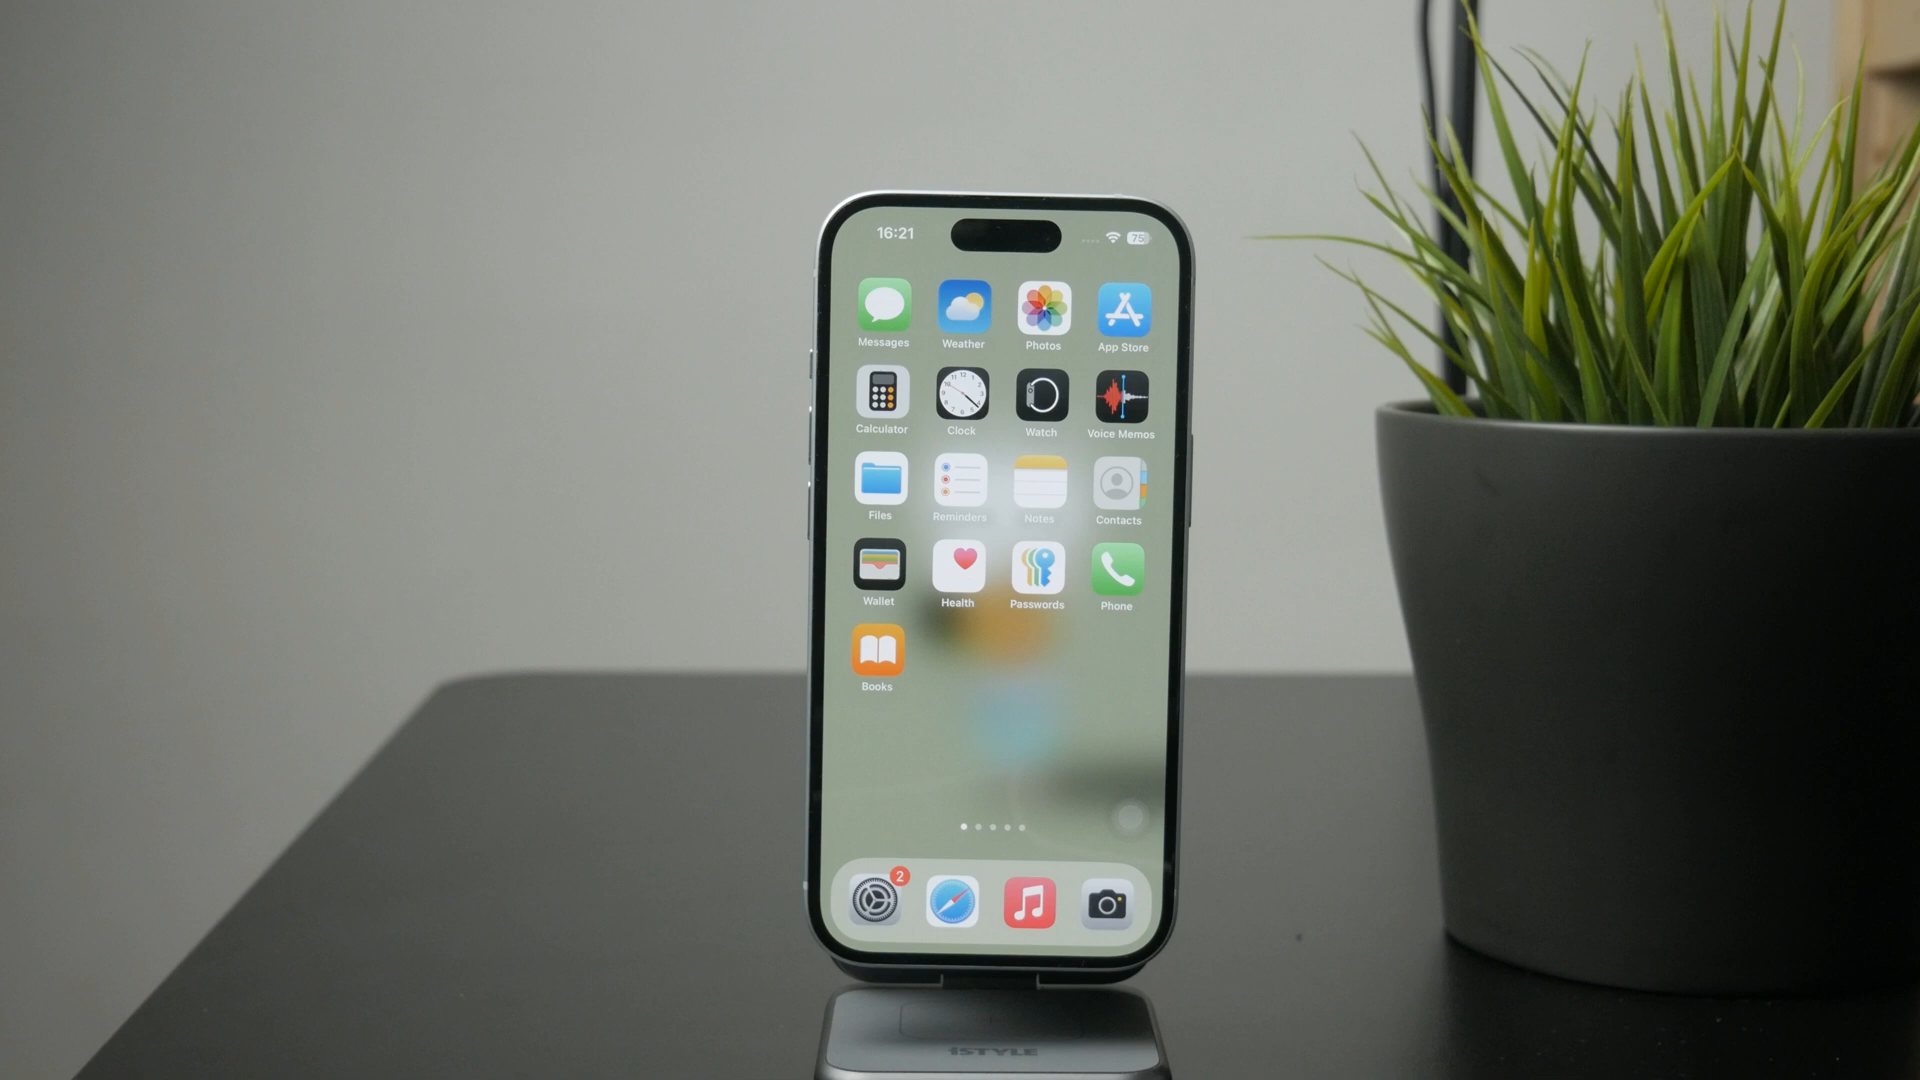 16:21 75
Messages Weather Photos App Store
Calculator Clock Watch Voice Memos
Files Reminders Notes Contacts
Wallet Health Passwords Phone
Books
2
iSTYLE